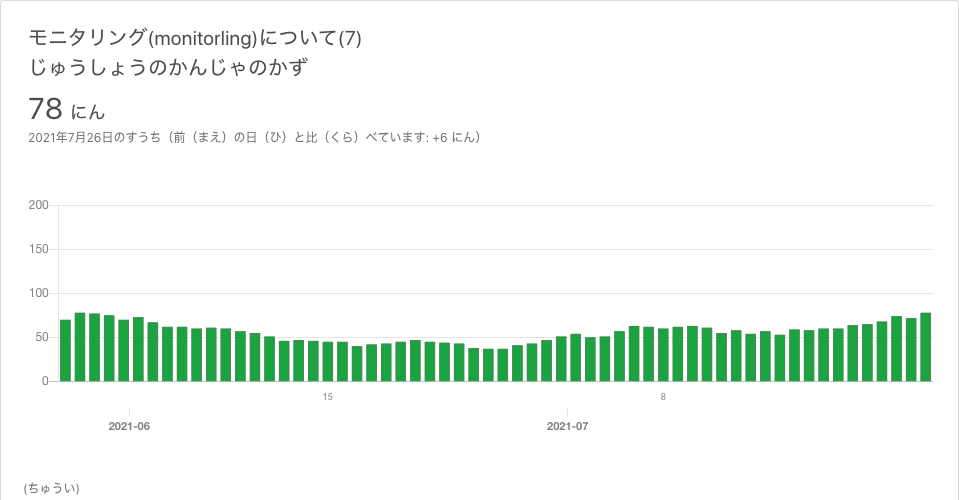 モニタリング(monitorling)について(7)
じゅうしょうのかんじゃのかず
78 にん
2021年7月26日のすうち（前（まえ）の日（ひ）と比（くら）べています: +6 にん）
200
150
100
50
0
15
8
2021-06
2021-07
(ちゅうい)